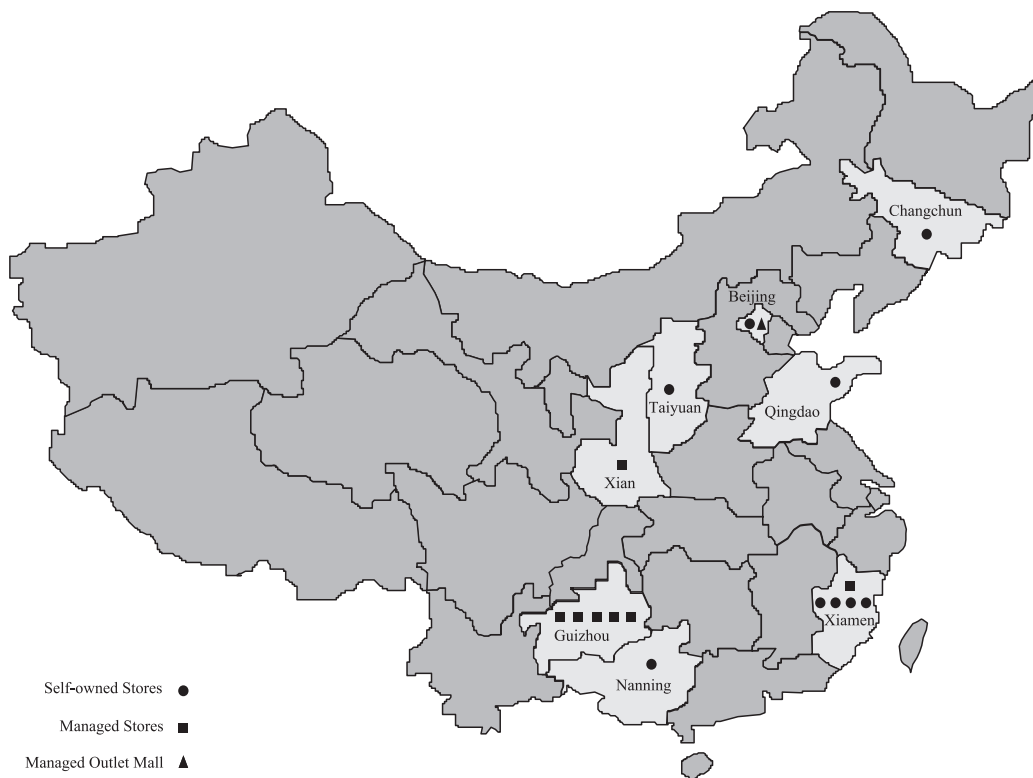 Changchun
Beijing
Taiyuan
Qingdao
Xian
Xiamen
Guizhou
Nanning
Self-owned Stores
Managed Stores
Managed Outlet Mall